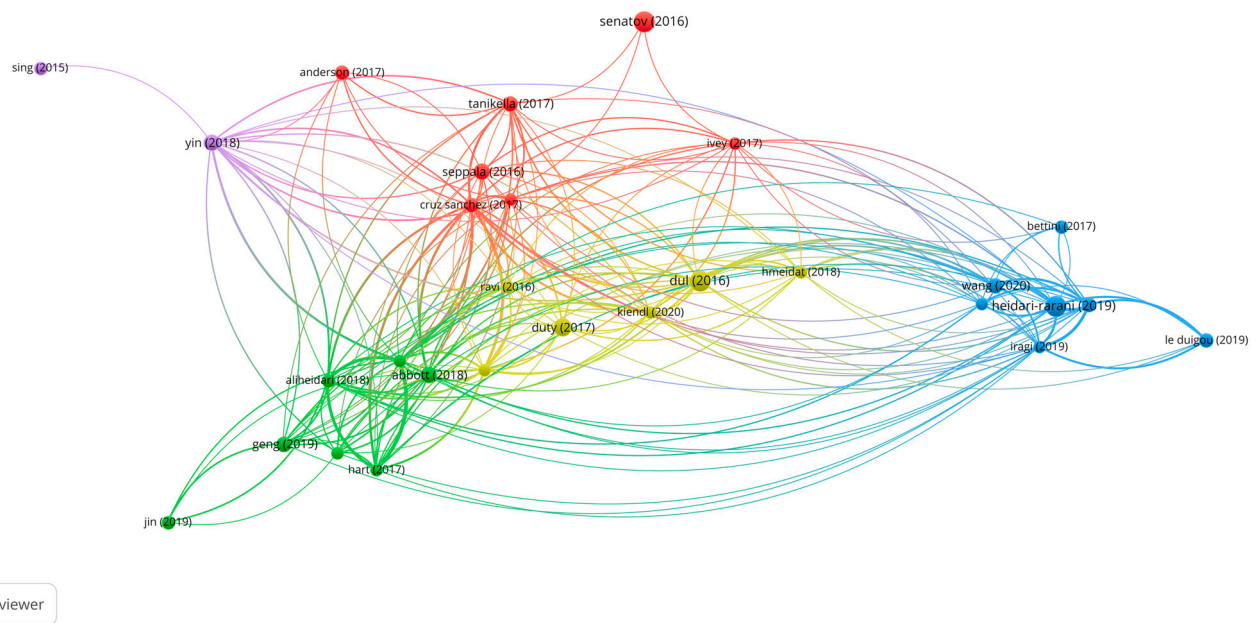 senatov (2016)
sing (2015)
anderson (2017)
tanikella (2017)
yin (2018)
ivey (2017)
seppala (2016)
cruz sanchez (2017)
bettini (2017)
hmeidat (2018)
dul (2016)
ravi (2016)
wang (2020)
heidari-rarani (2019)
kiendl (2020)
duty (2017)
le duigou (2019)
iragi (2019)
abbott (2018)
aliheidari (2018)
geng (2019)
hart (2017)
jin (2019)
viewer